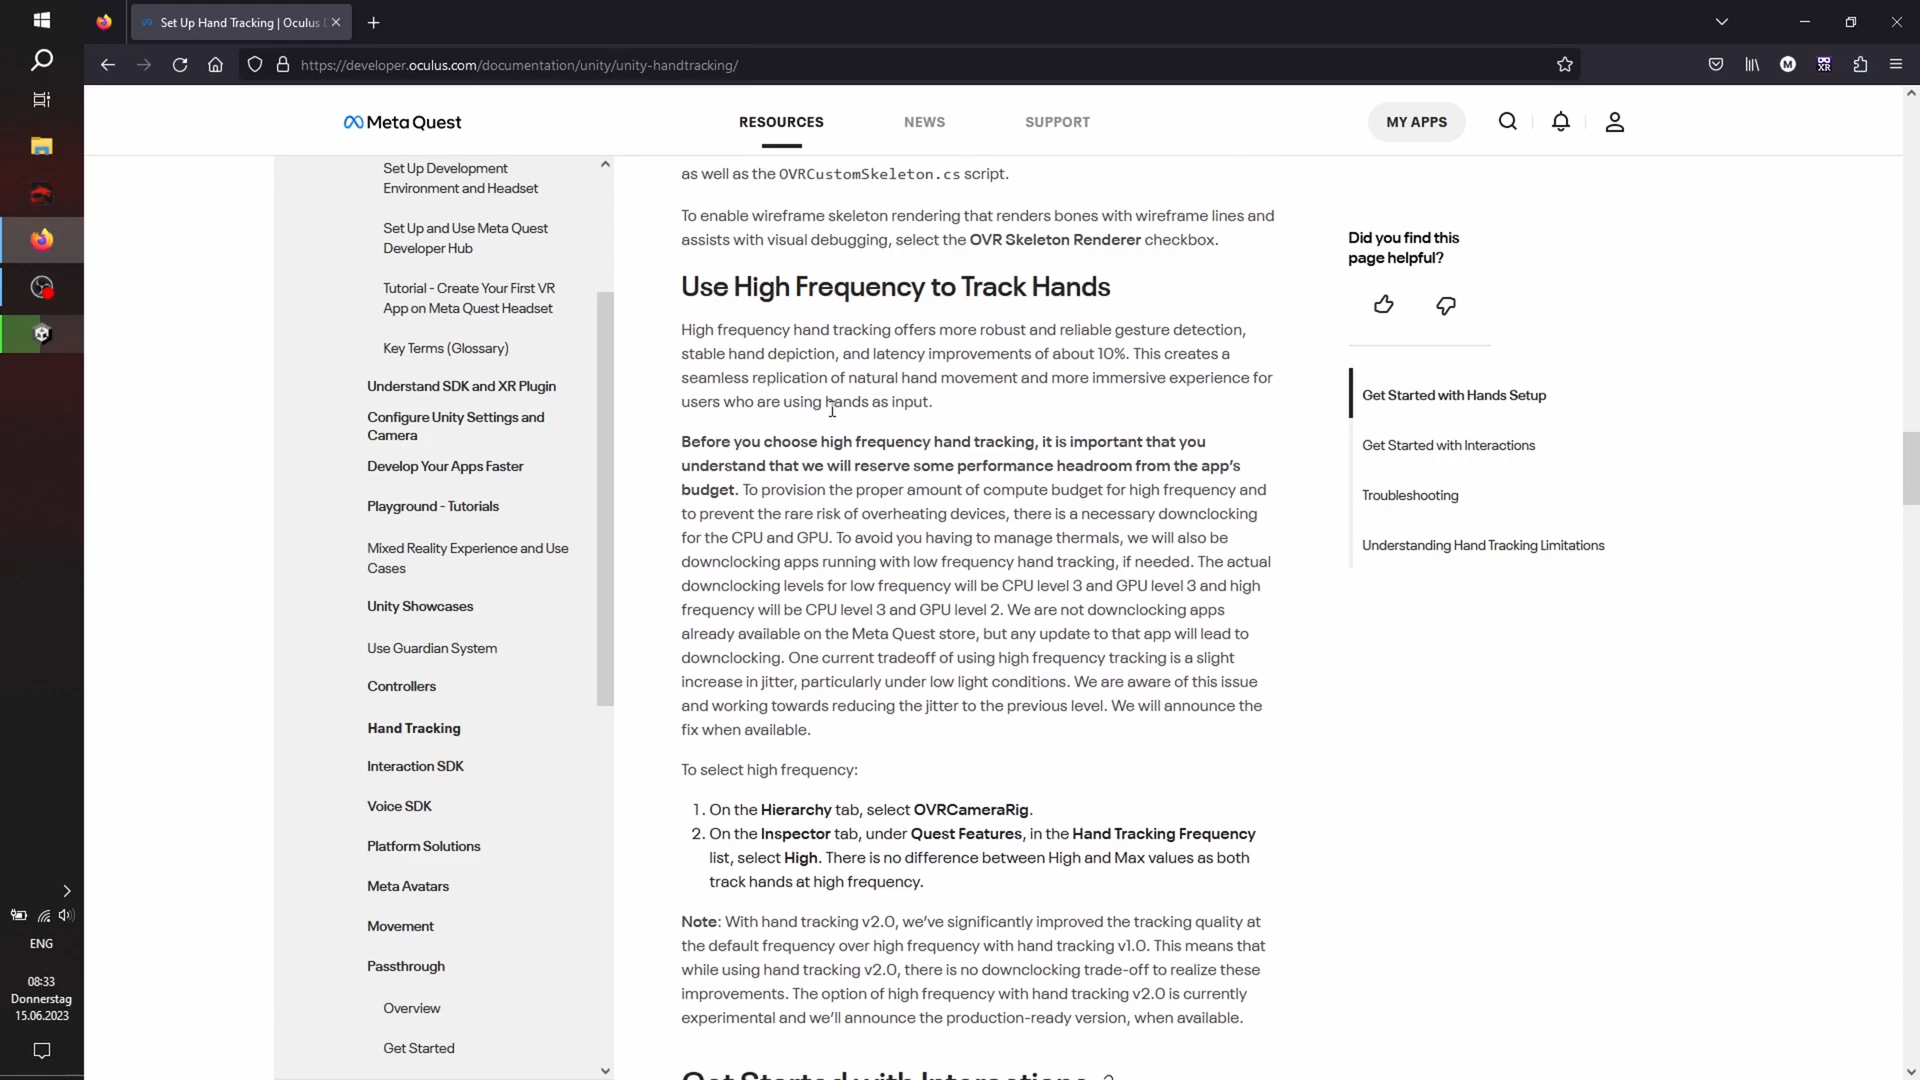 Set Up Hand Tracking | Oculus
https://developer.oculus.com/documentation/unity/unity-handtracking/
M
XR
Meta Quest
RESOURCES
NEWS
SUPPORT
MY APPS
Set Up Development
Environment and Headset
Set Up and Use Meta Quest
Developer Hub
Tutorial - Create Your First VR
App on Meta Quest Headset
Key Terms (Glossary)
Understand SDK and XR Plugin
Configure Unity Settings and
Camera
Develop Your Apps Faster
Playground - Tutorials
Mixed Reality Experience and Use
Cases
Unity Showcases
Use Guardian System
Controllers
Hand Tracking
Interaction SDK
Voice SDK
Platform Solutions
Meta Avatars
Movement
Passthrough
Overview
Get Started
as well as the OVRCustomSkeleton.cs script.
To enable wireframe skeleton rendering that renders bones with wireframe lines and
assists with visual debugging, select the OVR Skeleton Renderer checkbox.
Use High Frequency to Track Hands
High frequency hand tracking offers more robust and reliable gesture detection,
stable hand depiction, and latency improvements of about 10%. This creates a
seamless replication of natural hand movement and more immersive experience for
users who are using hands as input.
Before you choose high frequency hand tracking, it is important that you
understand that we will reserve some performance headroom from the app's
budget. To provision the proper amount of compute budget for high frequency and
to prevent the rare risk of overheating devices, there is a necessary downclocking
for the CPU and GPU. To avoid you having to manage thermals, we will also be
downclocking apps running with low frequency hand tracking, if needed. The actual
downclocking levels for low frequency will be CPU level 3 and GPU level 3 and high
frequency will be CPU level 3 and GPU level 2. We are not downclocking apps
already available on the Meta Quest store, but any update to that app will lead to
downclocking. One current tradeoff of using high frequency tracking is a slight
increase in jitter, particularly under low light conditions. We are aware of this issue
and working towards reducing the jitter to the previous level. We will announce the
fix when available.
To select high frequency:
1. On the Hierarchy tab, select OVRCameraRig.
2. On the Inspector tab, under Quest Features, in the Hand Tracking Frequency
list, select High. There is no difference between High and Max values as both
track hands at high frequency.
Note: With hand tracking v2.0, we've significantly improved the tracking quality at
the default frequency over high frequency with hand tracking v1.0. This means that
while using hand tracking v2.0, there is no downclocking trade-off to realize these
improvements. The option of high frequency with hand tracking v2.0 is currently
experimental and we'll announce the production-ready version, when available.
Get Started with Interactions
Did you find this
page helpful?
Get Started with Hands Setup
Get Started with Interactions
Troubleshooting
Understanding Hand Tracking Limitations
ENG
08:33
Donnerstag
15.06.2023